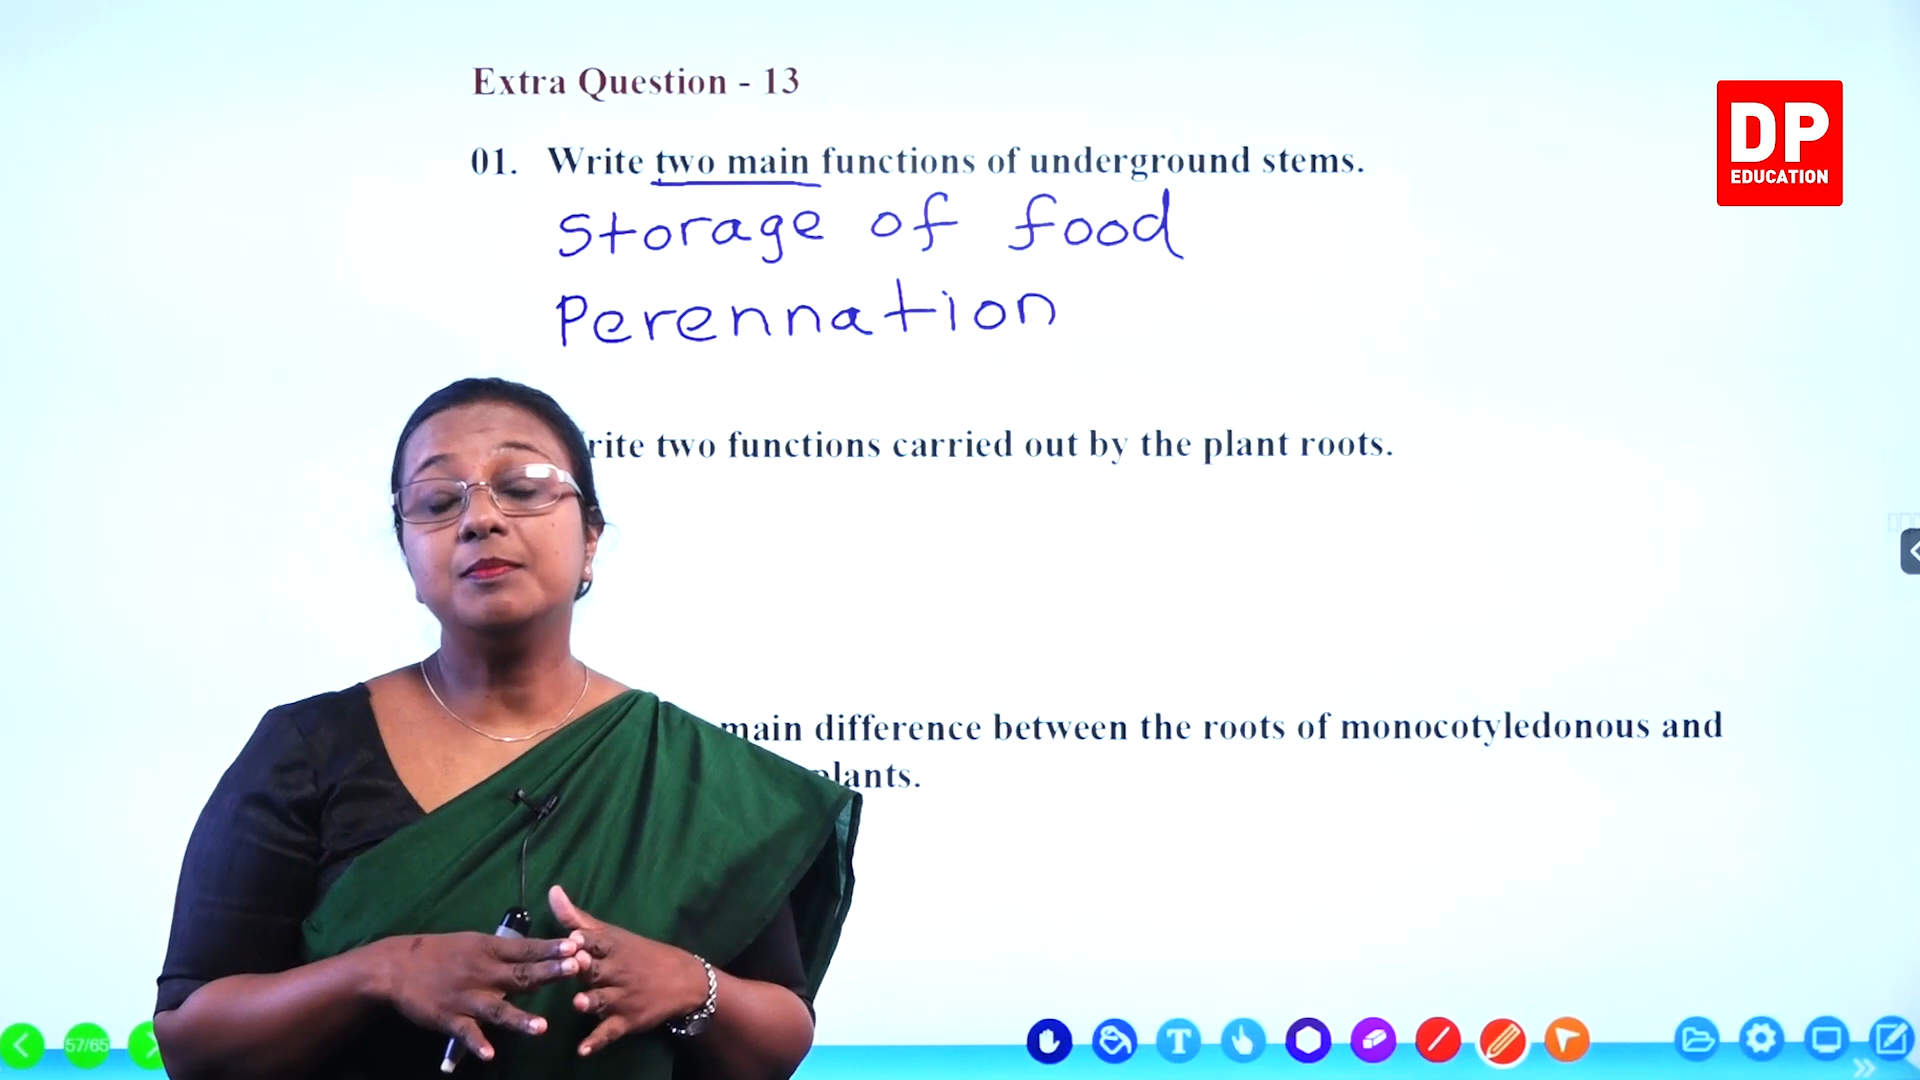 Extra Question - 13
DP
EDUCATION
01. Write two main functions of underground stems.
Storage of food
Perennation
rite two functions carried out by the plant roots.
main difference between the roots of monocotyledonous and
plants.
57/65
T